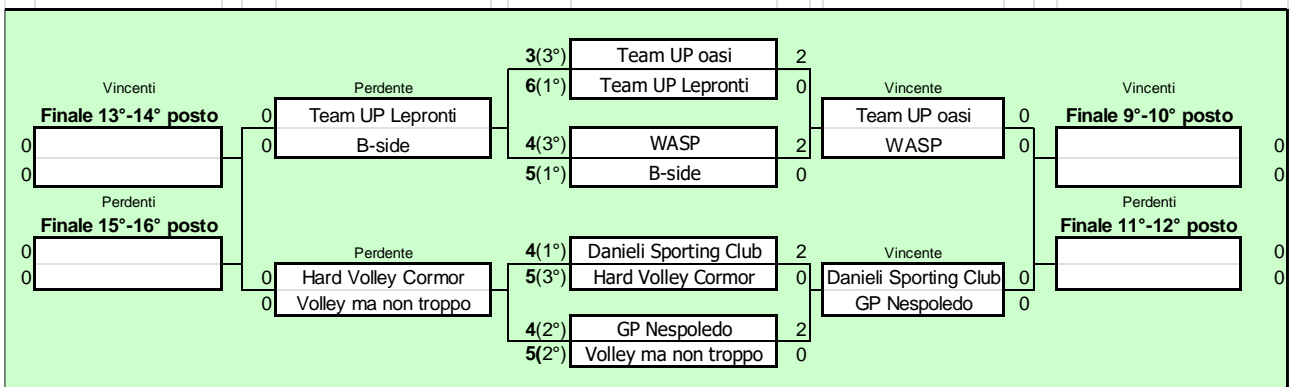 3(3°) Team UP oasi 2
Vincenti Perdente 6(1°) Team UP Lepronti 0 Vincente Vincenti
Finale 13°-14° posto 0 Team UP Lepronti Team UP oasi 0 Finale 9°-10° posto
0 0 B-side 4(3°) WASP 2 WASP 0 0
0 5(1°) B-side 0 0
Perdenti Perdenti
Finale 15°-16° posto Finale 11°-12° posto
0 Perdente 4(1°) Danieli Sporting Club 2 Vincente 0
0 0 Hard Volley Cormor 5(3°) Hard Volley Cormor 0 Danieli Sporting Club 0 0
0 Volley ma non troppo GP Nespoledo 0
4(2°) GP Nespoledo 2
5(2°) Volley ma non troppo 0